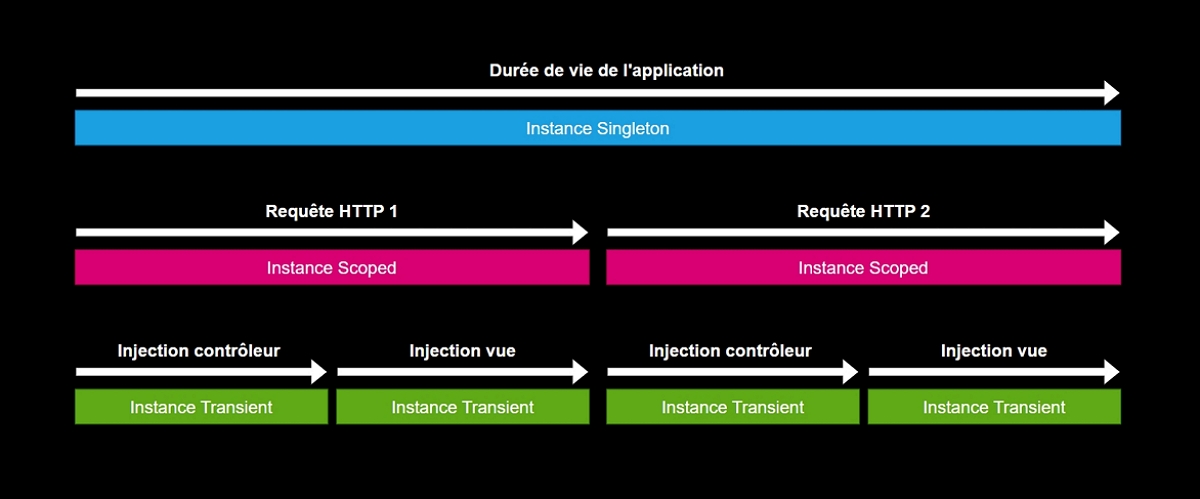 Durée de vie de l'application
Instance Singleton
Requête HTTP 1
Requête HTTP 2
Instance Scoped
Instance Scoped
Injection contrôleur
Injection vue
Injection contrôleur
Injection vue
Instance Transient
Instance Transient
Instance Transient
Instance Transient